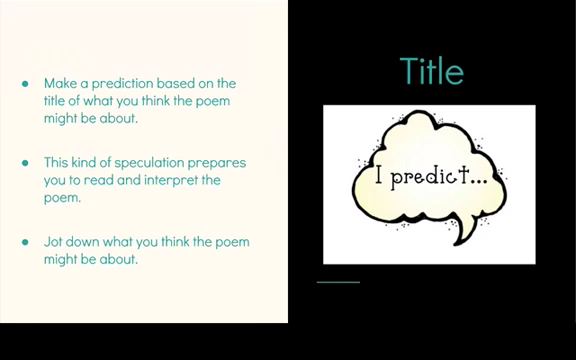 ● Make a prediction based on the
title of what you think the poem
might be about.
● This kind of speculation prepares
you to read and interpret the
poem.
● Jot down what you think the poem
might be about.
Title
I predict...